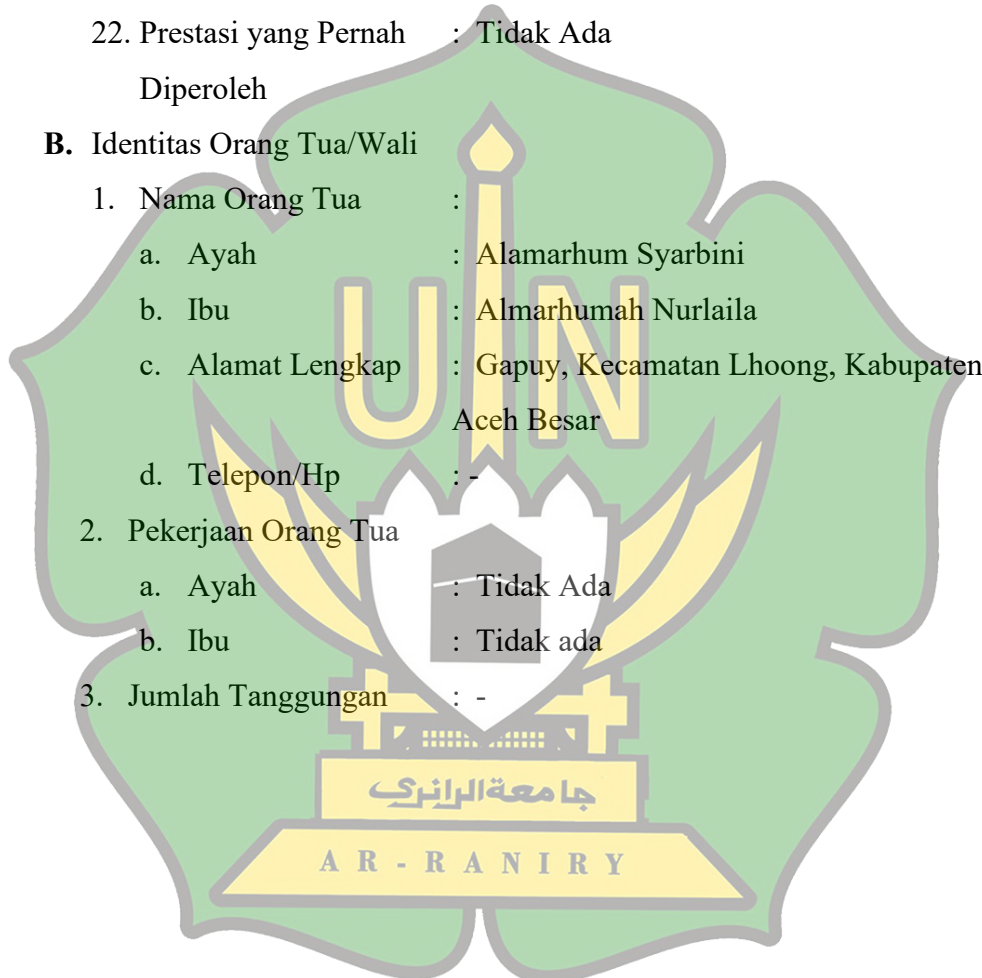 22. Prestasi yang Pernah : Tidak Ada
Diperoleh
B. Identitas Orang Tua/Wali
1. Nama Orang Tua :
a. Ayah : Alamarhum Syarbini
b. Ibu : Almarhumah Nurlaila
c. Alamat Lengkap : Gapuy, Kecamatan Lhoong, Kabupaten
Aceh Besar
d. Telepon/Hp : -
2. Pekerjaan Orang Tua
a. Ayah : Tidak Ada
b. Ibu : Tidak ada
3. Jumlah Tanggungan : -
UIN
جامعة الرانري
AR-RANIRY